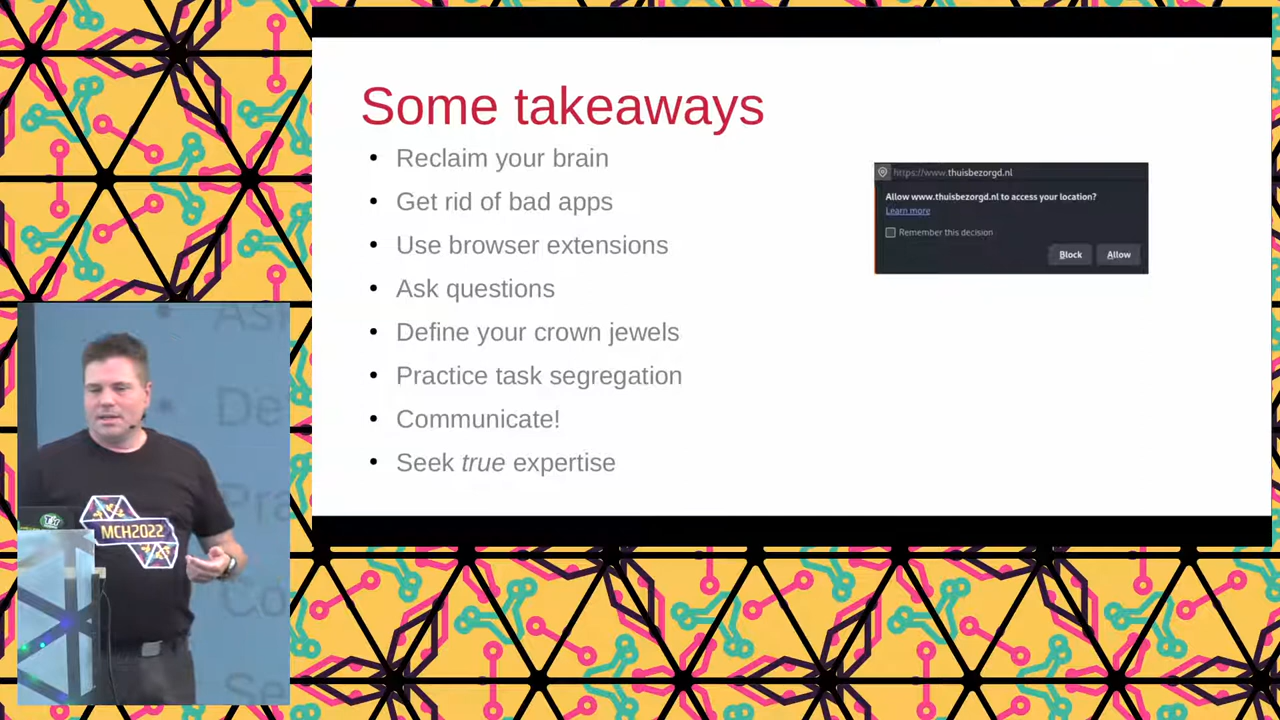 Some takeaways
• Reclaim your brain
• Get rid of bad apps
• Use browser extensions
• Ask questions
• Define your crown jewels
• Practice task segregation
• Communicate!
• Seek true expertise
https://www.thuisbezorgd.nl
Allow www.thuisbezorgd.nl to access your location?
Learn more
Remember this decision
Block Allow
MCH2022